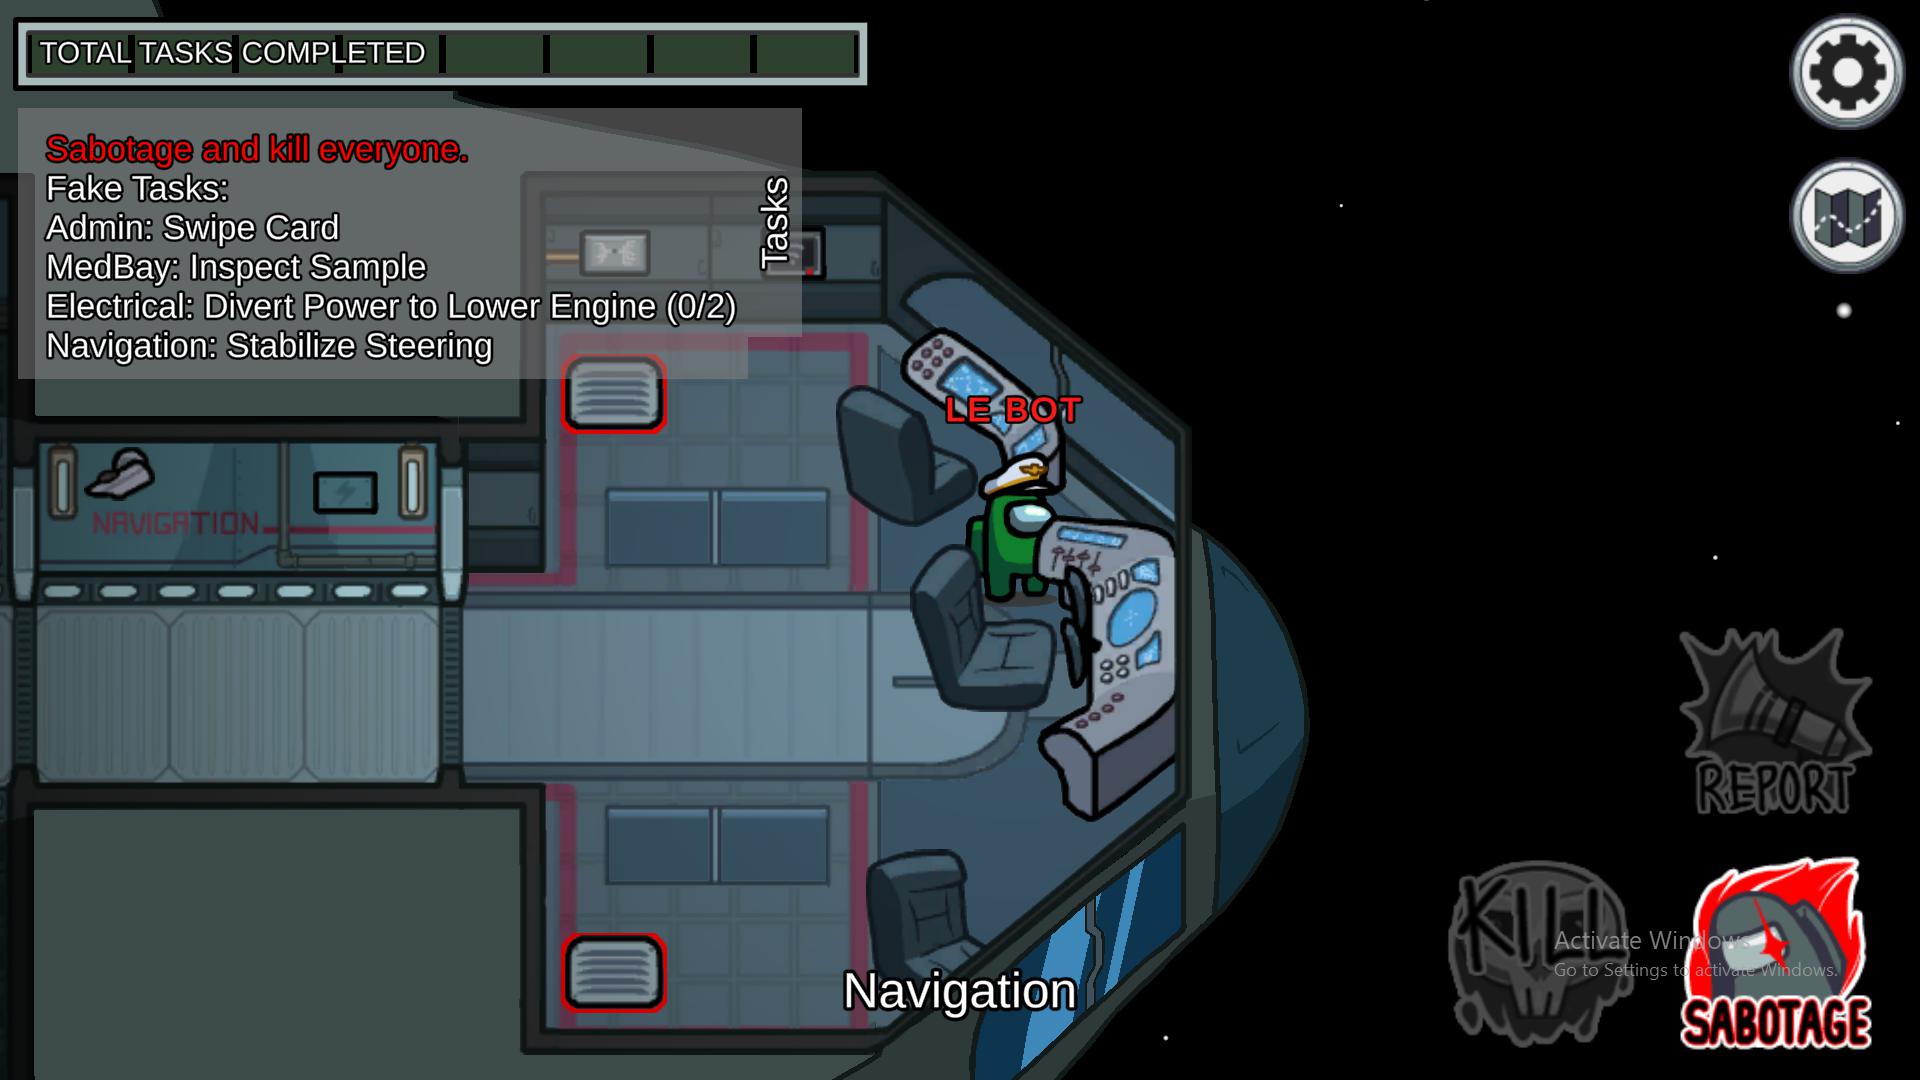 TOTAL TASKS COMPLETED
Sabotage and kill everyone.
Fake Tasks:
Admin: Swipe Card
MedBay: Inspect Sample
Electrical: Divert Power to Lower Engine (0/2)
Navigation: Stabilize Steering
Tasks
LE BOT
NAVIGATION
REPORT
KILL
Activate Windows
Go to Settings to activate Windows.
SABOTAGE
Navigation